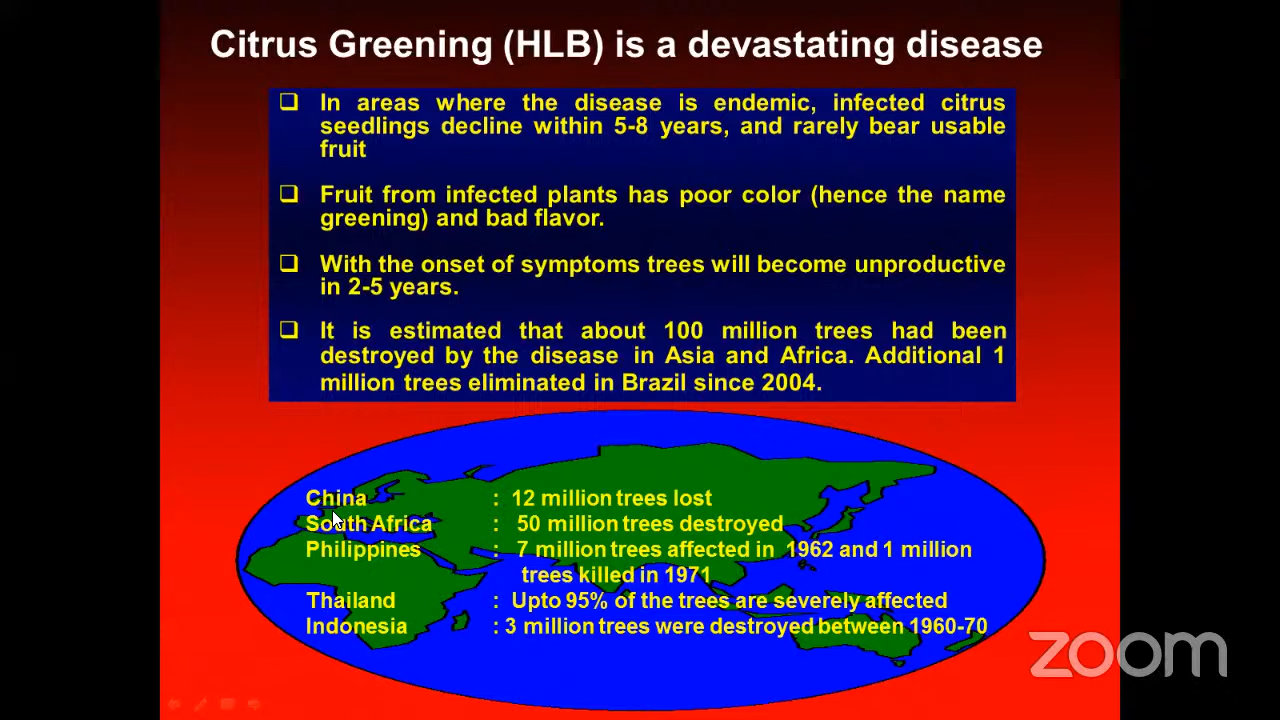 Citrus Greening (HLB) is a devastating disease
In areas where the disease is endemic, infected citrus
seedlings decline within 5-8 years, and rarely bear usable
fruit
Fruit from infected plants has poor color (hence the name
greening) and bad flavor.
With the onset of symptoms trees will become unproductive
in 2-5 years.
It is estimated that about 100 million trees had been
destroyed by the disease in Asia and Africa. Additional 1
million trees eliminated in Brazil since 2004.
China : 12 million trees lost
South Africa : 50 million trees destroyed
Philippines : 7 million trees affected in 1962 and 1 million
trees killed in 1971
Thailand : Upto 95% of the trees are severely affected
Indonesia : 3 million trees were destroyed between 1960-70
zoom